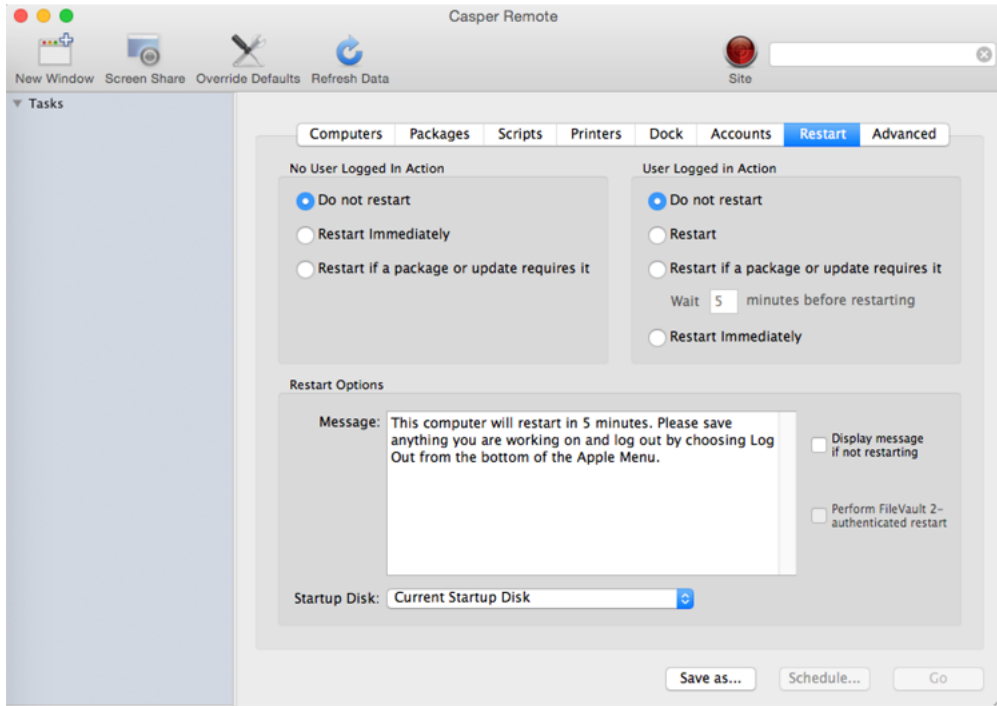 Casper Remote
New Window Screen Share Override Defaults Refresh Data Site
Tasks
Computers Packages Scripts Printers Dock Accounts Restart Advanced
No User Logged In Action
Do not restart
Restart Immediately
Restart if a package or update requires it
User Logged in Action
Do not restart
Restart
Restart if a package or update requires it
Wait 5 minutes before restarting
Restart Immediately
Restart Options
Message: This computer will restart in 5 minutes. Please save
anything you are working on and log out by choosing Log
Out from the bottom of the Apple Menu.
Display message
if not restarting
Perform FileVault 2-
authenticated restart
Startup Disk: Current Startup Disk
Save as... Schedule... Go